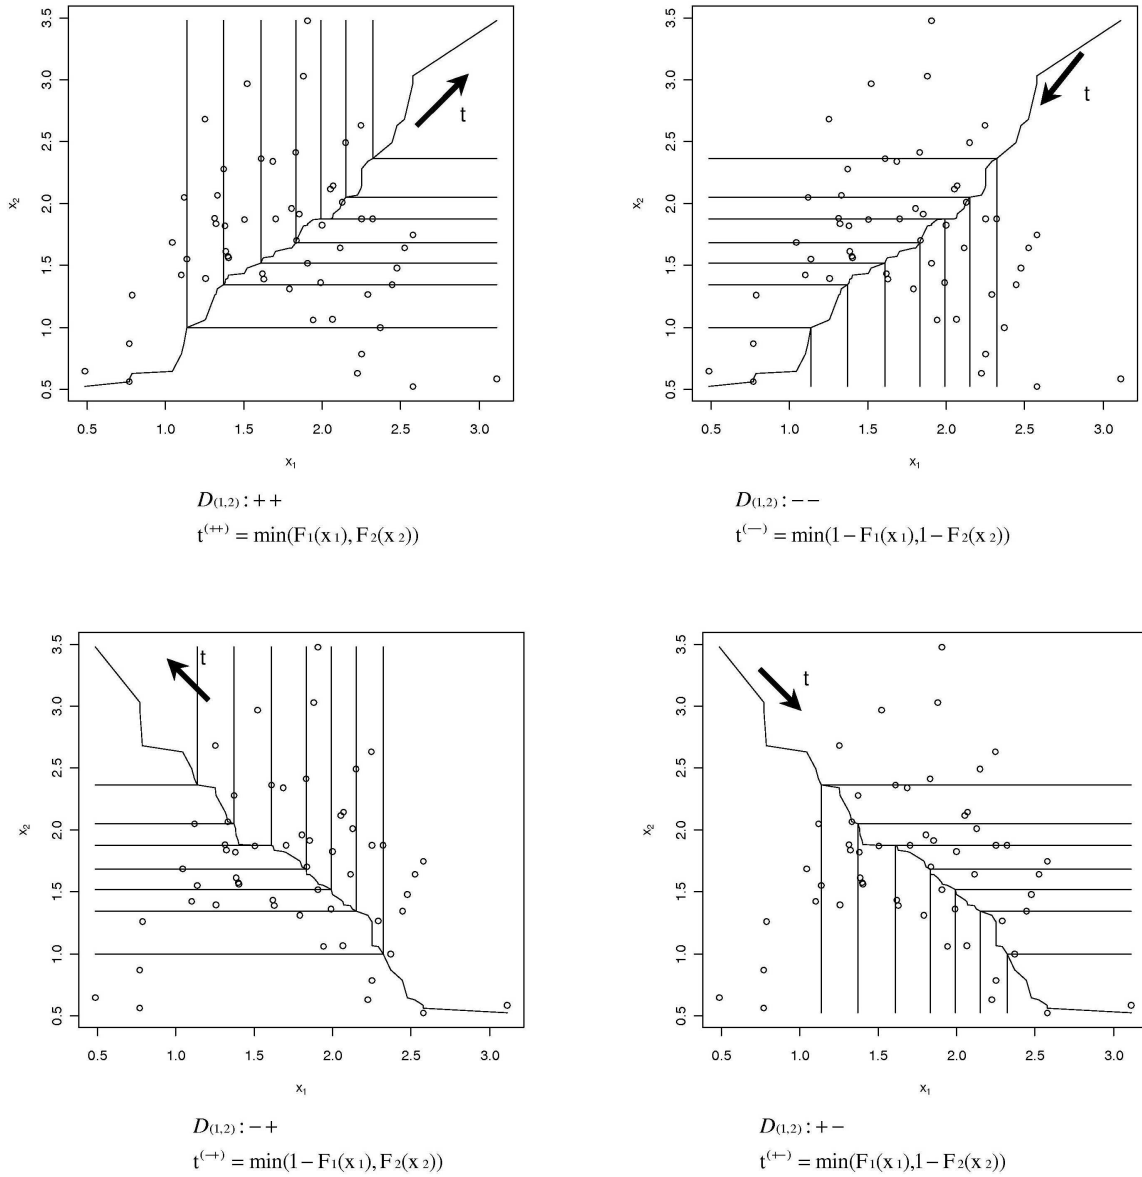 3.5
3.0
2.5
2.0
1.5
1.0
0.5
x2
t
0.5 1.0 1.5 2.0 2.5 3.0
x1
D(1,2): ++
t(++) = min(F1(x1), F2(x2))
3.5
3.0
2.5
2.0
1.5
1.0
0.5
x2
t
0.5 1.0 1.5 2.0 2.5 3.0
x1
D(1,2): −−
t(−−) = min(1−F1(x1),1−F2(x2))
3.5
3.0
2.5
2.0
1.5
1.0
0.5
x2
t
0.5 1.0 1.5 2.0 2.5 3.0
x1
D(1,2): −+
t(−+) = min(1−F1(x1), F2(x2))
3.5
3.0
2.5
2.0
1.5
1.0
0.5
x2
t
0.5 1.0 1.5 2.0 2.5 3.0
x1
D(1,2): +−
t(+−) = min(F1(x1),1−F2(x2))